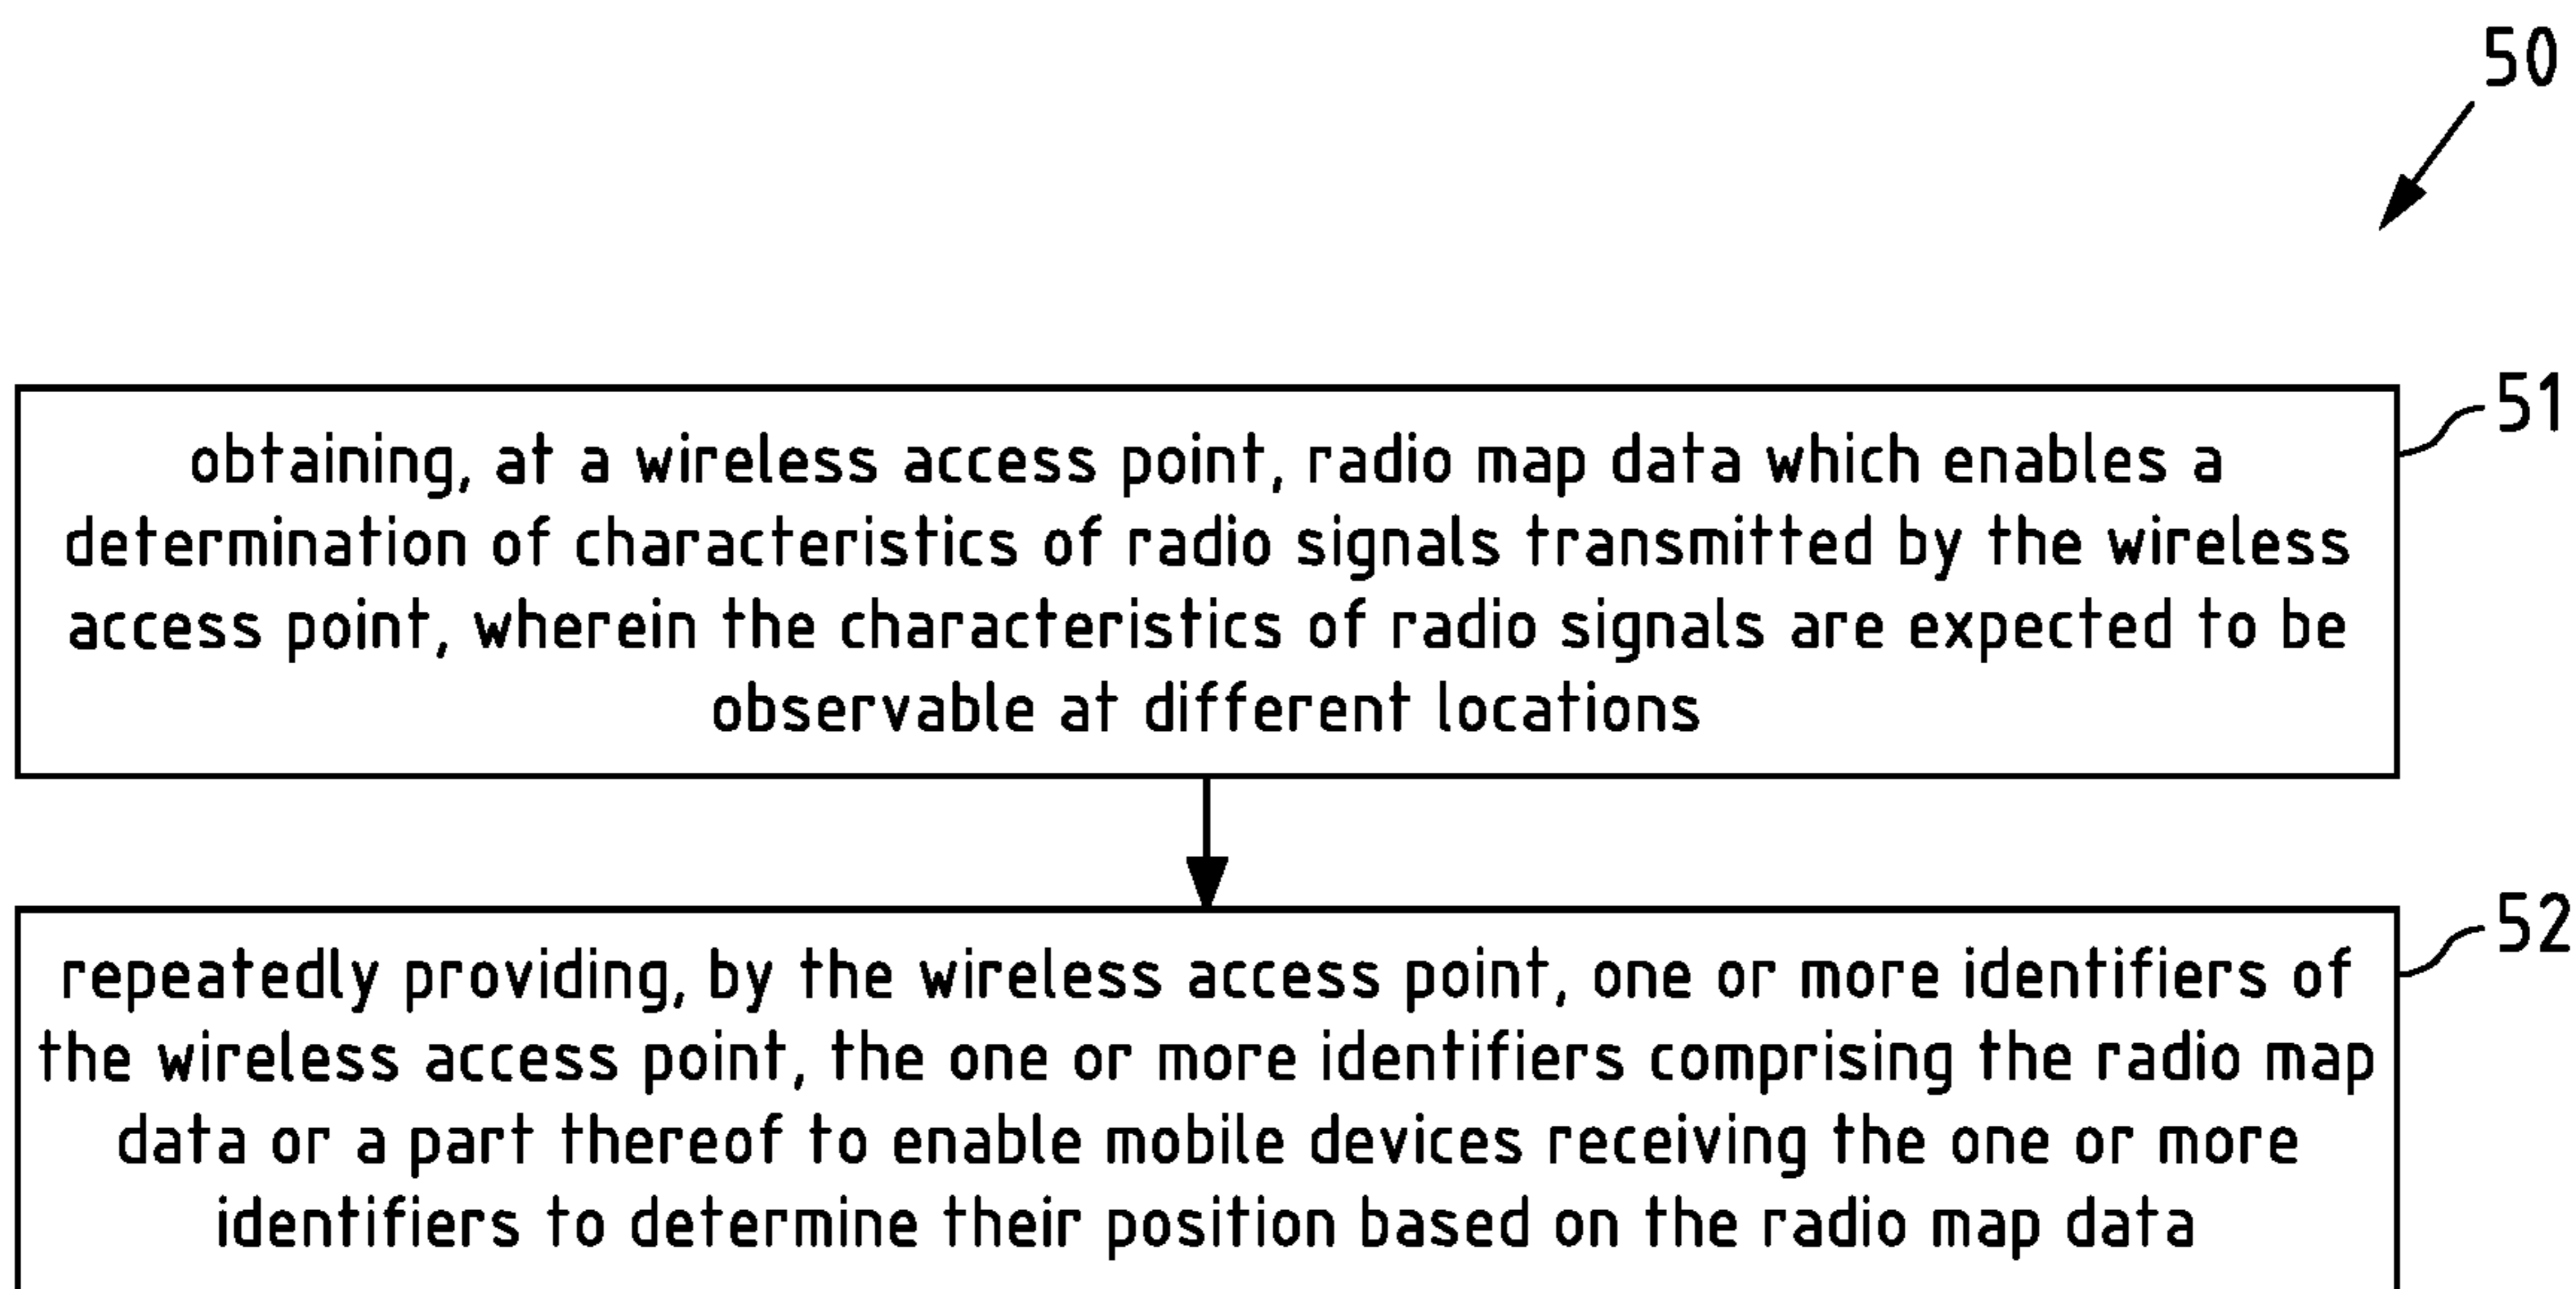 50
51
obtaining, at a wireless access point, radio map data which enables a
determination of characteristics of radio signals transmitted by the wireless
access point, wherein the characteristics of radio signals are expected to be
observable at different locations
52
repeatedly providing, by the wireless access point, one or more identifiers of
the wireless access point, the one or more identifiers comprising the radio map
data or a part thereof to enable mobile devices receiving the one or more
identifiers to determine their position based on the radio map data